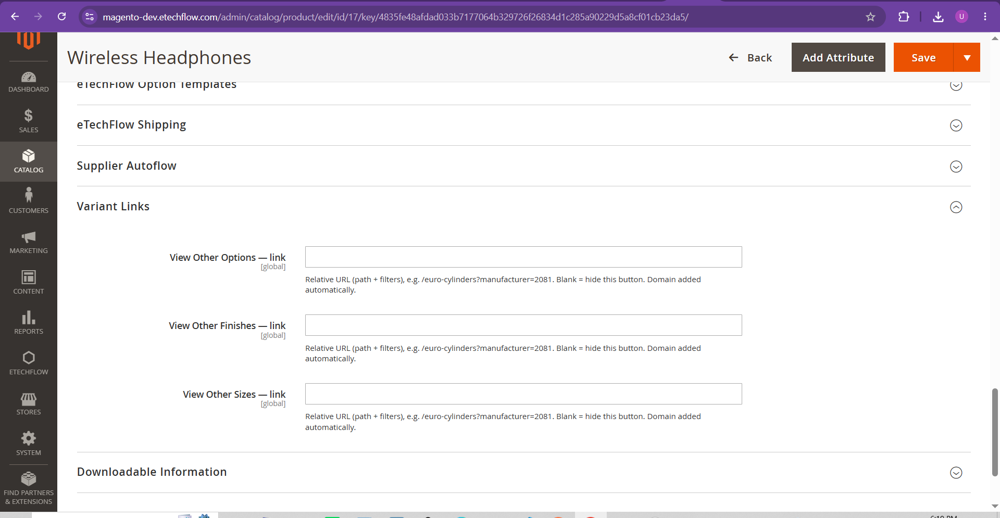 magento-dev.etechflow.com/admin/catalog/product/edit/id/17/key/4835fe48afdad033b7177064b329726f26834d1c285a90229d5a8cf01cb23da5/
U
Wireless Headphones
Back
Add Attribute
Save
DASHBOARD
SALES
CATALOG
CUSTOMERS
MARKETING
CONTENT
REPORTS
ETECHFLOW
STORES
SYSTEM
FIND PARTNERS
& EXTENSIONS
eTechFlow Option Templates
eTechFlow Shipping
Supplier Autoflow
Variant Links
View Other Options — link
[global]
Relative URL (path + filters), e.g. /euro-cylinders?manufacturer=2081. Blank = hide this button. Domain added
automatically.
View Other Finishes — link
[global]
Relative URL (path + filters), e.g. /euro-cylinders?manufacturer=2081. Blank = hide this button. Domain added
automatically.
View Other Sizes — link
[global]
Relative URL (path + filters), e.g. /euro-cylinders?manufacturer=2081. Blank = hide this button. Domain added
automatically.
Downloadable Information